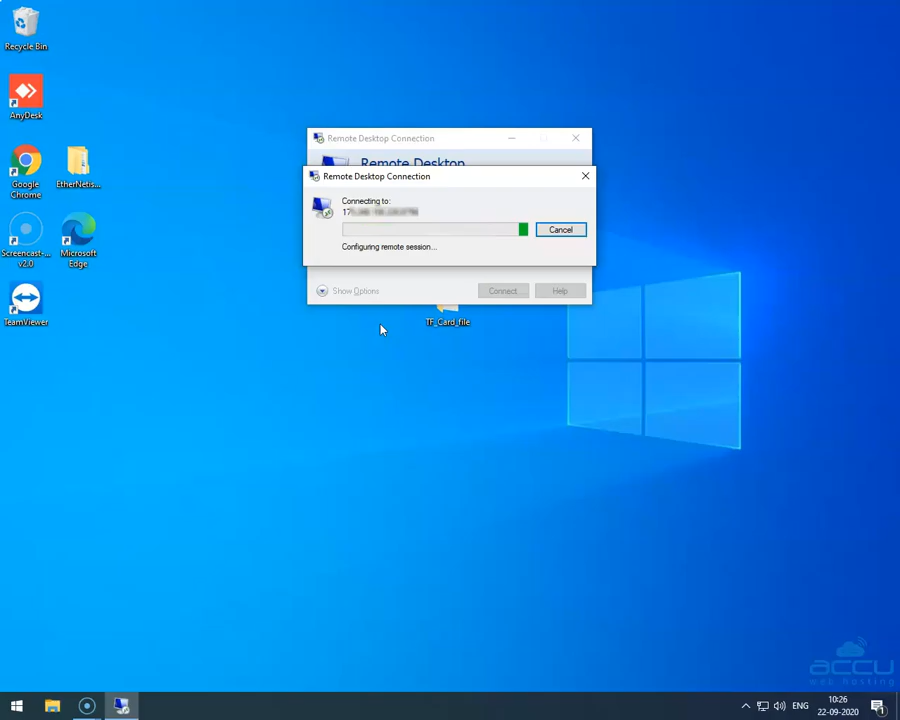 Recycle Bin
AnyDesk
Google
Chrome
EtherNetis...
Screencast-...
v2.0
Microsoft
Edge
TeamViewer
Remote Desktop Connection
Remote Desktop
Remote Desktop Connection
Connecting to:
Cancel
Configuring remote session...
Show Options
Connect
Help
TF_Card_file
accu
web hosting
ENG
10:26
22-09-2020
1